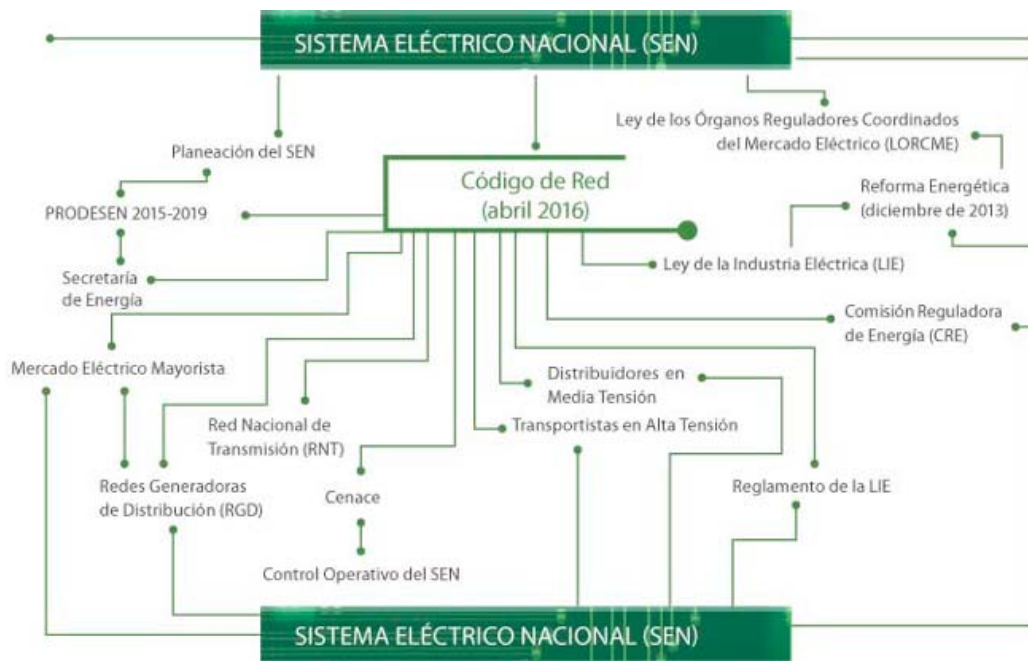 SISTEMA ELÉCTRICO NACIONAL (SEN)
Ley de los Órganos Reguladores Coordinados
del Mercado Eléctrico (LORCME)
Planeación del SEN
Código de Red
(abril 2016)
Reforma Energética
(diciembre de 2013)
PRODESEN 2015-2019
Ley de la Industria Eléctrica (LIE)
Secretaría
de Energía
Comisión Reguladora
de Energía (CRE)
Mercado Eléctrico Mayorista
Distribuidores en
Media Tensión
Red Nacional de
Transmisión (RNT)
Transportistas en Alta Tensión
Redes Generadoras
de Distribución (RGD)
Cenace
Reglamento de la LIE
Control Operativo del SEN
SISTEMA ELÉCTRICO NACIONAL (SEN)